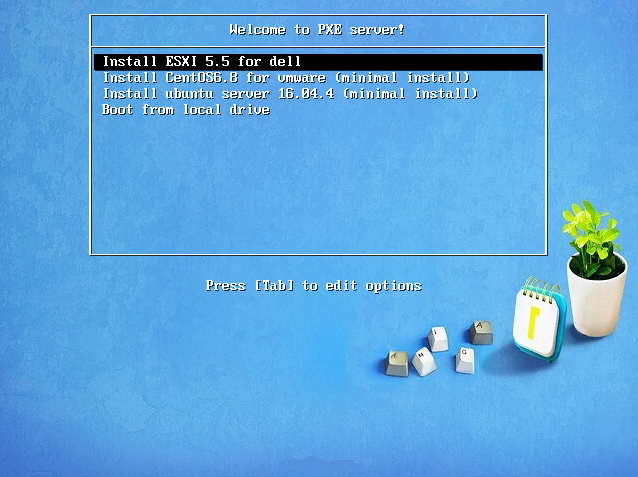 Welcome to PXE server!
Install ESXI 5.5 for dell
Install CentOS6.8 for vmware (minimal install)
Install ubuntu server 16.04.4 (minimal install)
Boot from local drive
Press [Tab] to edit options
1
I
A
M
G